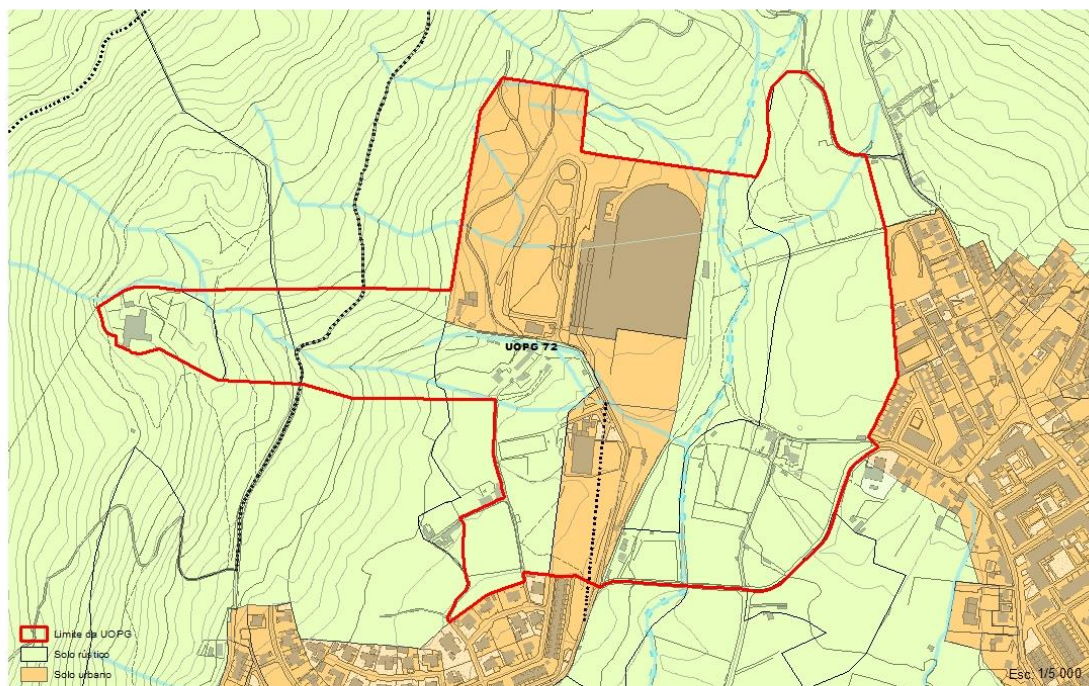 UOPG 72
Limite da UOPG
Solo rústico
Solo urbano
Esc: 1/5 000